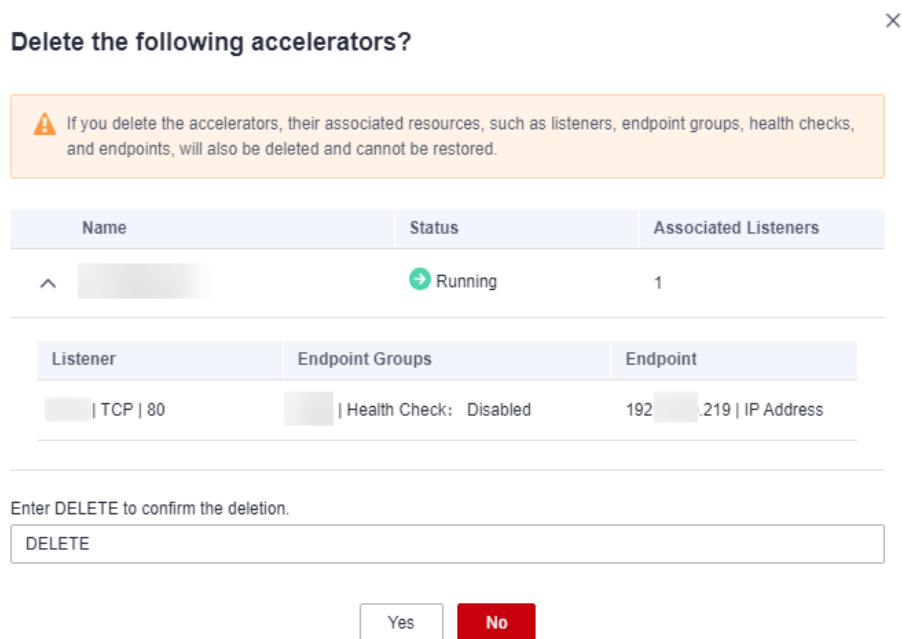 Delete the following accelerators?
If you delete the accelerators, their associated resources, such as listeners, endpoint groups, health checks,
and endpoints, will also be deleted and cannot be restored.
Name Status Associated Listeners
Running 1
Listener Endpoint Groups Endpoint
| TCP | 80 | Health Check: Disabled 192 .219 | IP Address
Enter DELETE to confirm the deletion.
DELETE
Yes No